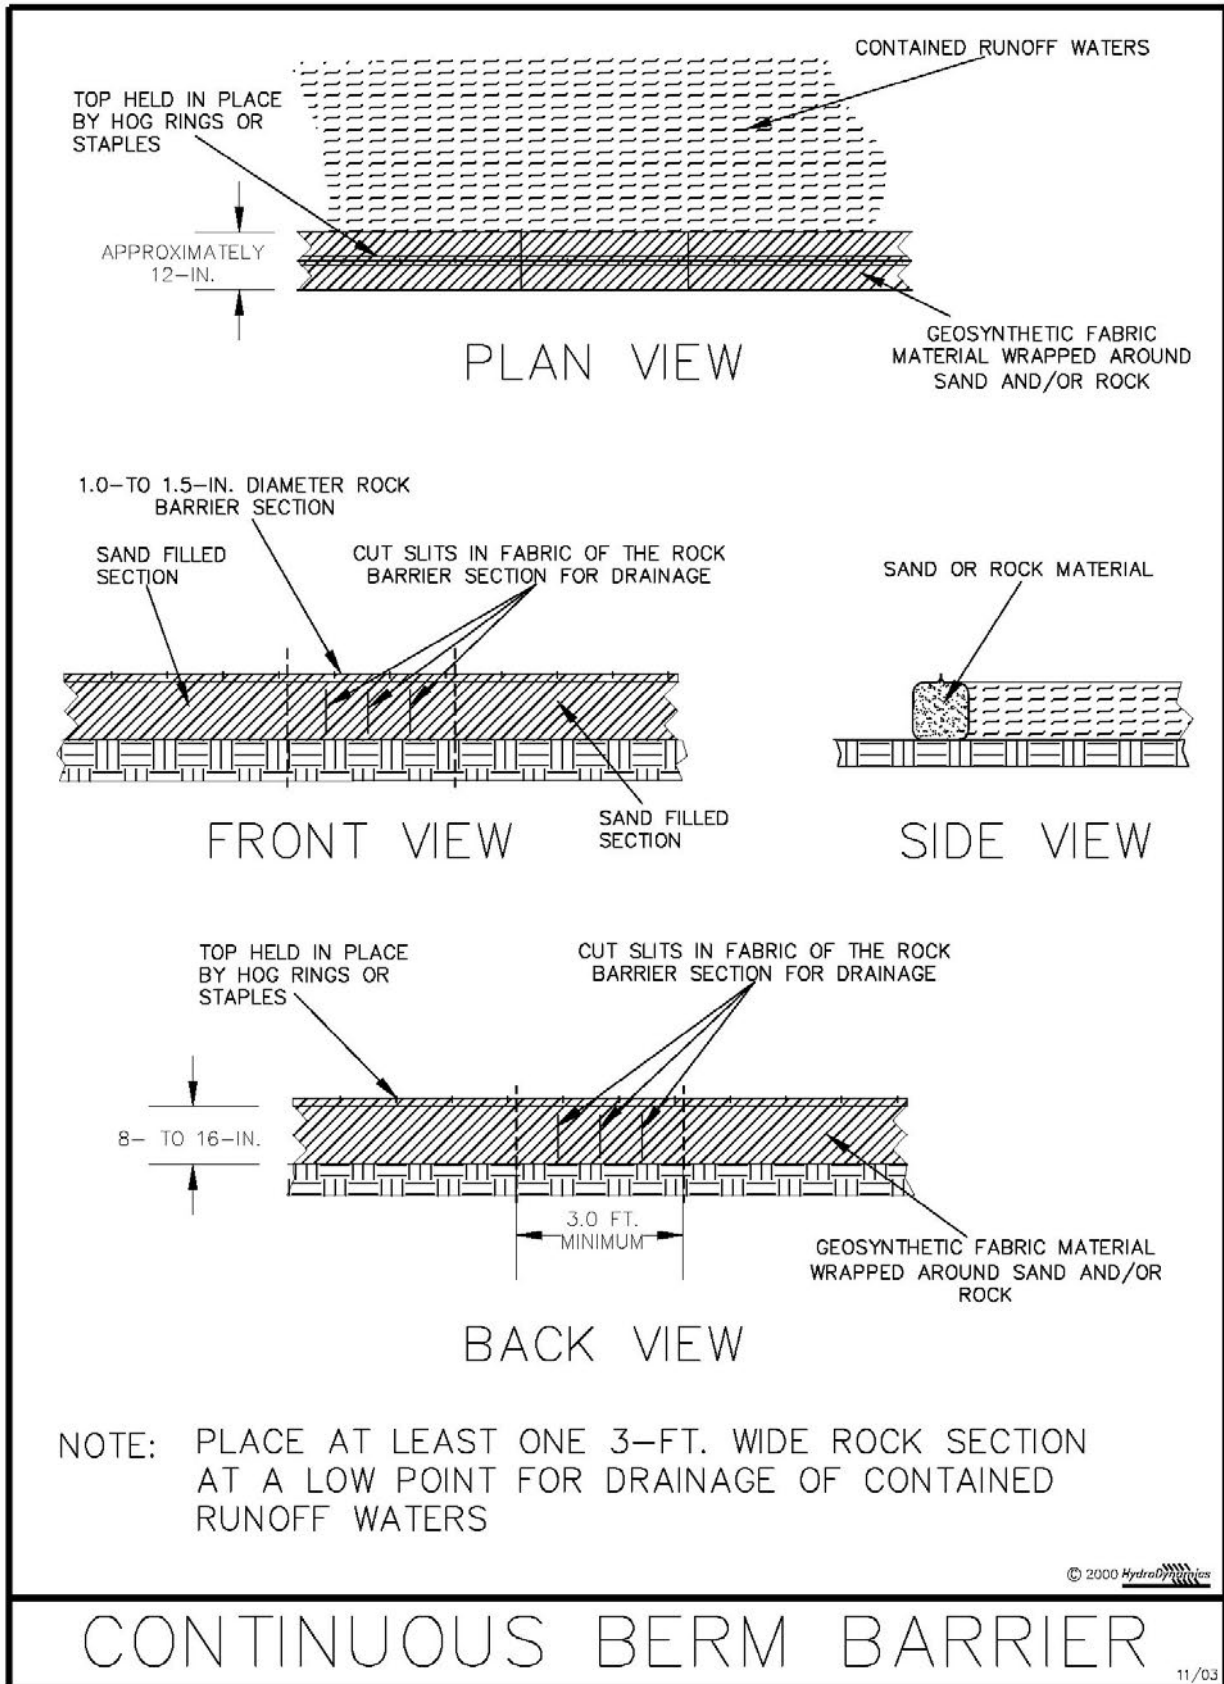 CONTAINED RUNOFF WATERS
TOP HELD IN PLACE
BY HOG RINGS OR
STAPLES
APPROXIMATELY
12-IN.
GEOSYNTHETIC FABRIC
MATERIAL WRAPPED AROUND
SAND AND/OR ROCK
PLAN VIEW
1.0-TO 1.5-IN. DIAMETER ROCK
BARRIER SECTION
SAND FILLED
SECTION
CUT SLITS IN FABRIC OF THE ROCK
BARRIER SECTION FOR DRAINAGE
SAND OR ROCK MATERIAL
SAND FILLED
SECTION
FRONT VIEW
SIDE VIEW
TOP HELD IN PLACE
BY HOG RINGS OR
STAPLES
CUT SLITS IN FABRIC OF THE ROCK
BARRIER SECTION FOR DRAINAGE
8- TO 16-IN.
3.0 FT.
MINIMUM
GEOSYNTHETIC FABRIC MATERIAL
WRAPPED AROUND SAND AND/OR
ROCK
BACK VIEW
NOTE: PLACE AT LEAST ONE 3-FT. WIDE ROCK SECTION
AT A LOW POINT FOR DRAINAGE OF CONTAINED
RUNOFF WATERS
© 2000 HydroDynamics
CONTINUOUS BERM BARRIER
11/03